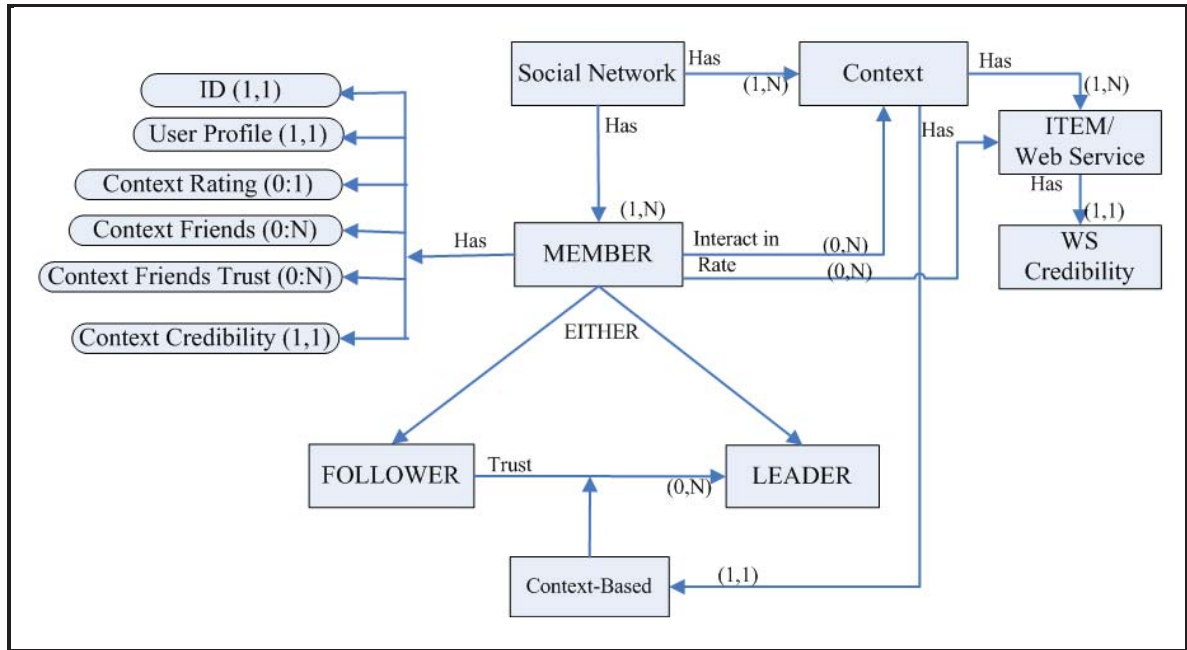 Social Network
Has
(1,N)
Context
Has
(1,N)
ID (1,1)
User Profile (1,1)
Context Rating (0:1)
Context Friends (0:N)
Context Friends Trust (0:N)
Context Credibility (1,1)
Has
Has
(1,N)
MEMBER
Interact in
(0,N)
Rate
(0,N)
Has
ITEM/
Web Service
Has
(1,1)
WS
Credibility
EITHER
FOLLOWER
Trust
(0,N)
LEADER
Context-Based
(1,1)